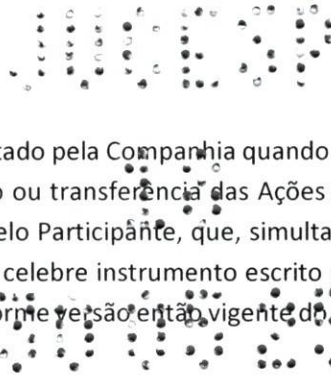 JUCESP
tado pela Companhia quando
o ou transferência das Ações
elo Participante, que, simulta
celebre instrumento escrito
orme versão então vigente do